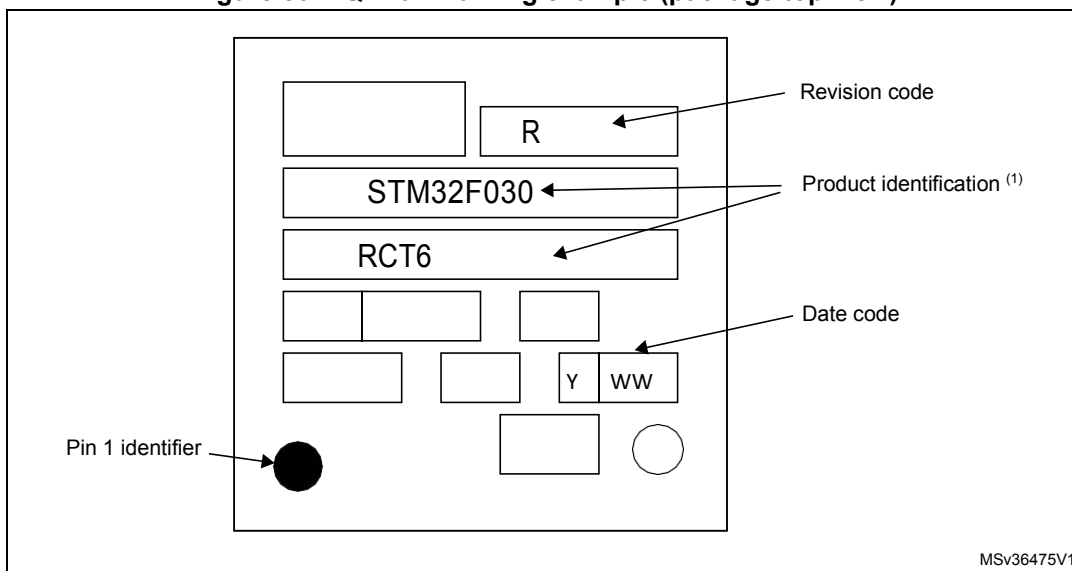 Revision code
R
STM32F030
Product identification (1)
RCT6
Date code
Y WW
Pin 1 identifier
MSv36475V1